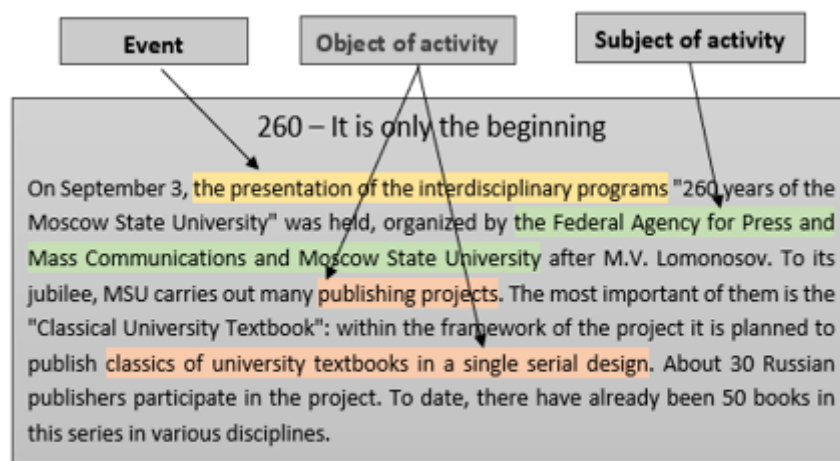 Event
Object of activity
Subject of activity
260 – It is only the beginning
On September 3, the presentation of the interdisciplinary programs "260 years of the
Moscow State University" was held, organized by the Federal Agency for Press and
Mass Communications and Moscow State University after M.V. Lomonosov. To its
jubilee, MSU carries out many publishing projects. The most important of them is the
"Classical University Textbook": within the framework of the project it is planned to
publish classics of university textbooks in a single serial design. About 30 Russian
publishers participate in the project. To date, there have already been 50 books in
this series in various disciplines.